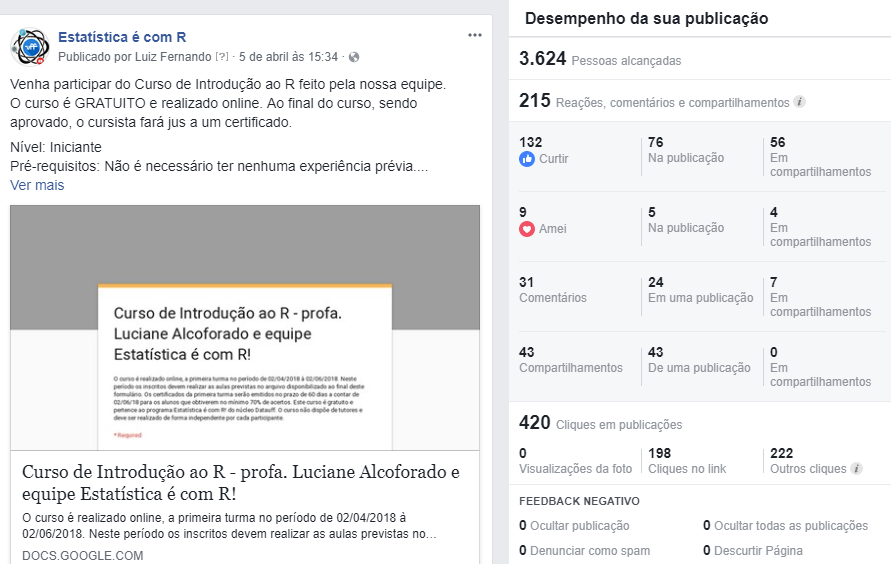 Estatística é com R
Publicado por Luiz Fernando [?] · 5 de abril às 15:34 ·
Venha participar do Curso de Introdução ao R feito pela nossa equipe.
O curso é GRATUITO e realizado online. Ao final do curso, sendo
aprovado, o cursista fará jus a um certificado.
Nível: Iniciante
Pré-requisitos: Não é necessário ter nenhuma experiência prévia....
Ver mais
Curso de Introdução ao R - profa.
Luciane Alcoforado e equipe
Estatística é com R!
O curso é realizado online, a primeira turma no período de 02/04/2018 à 02/06/2018. Neste
período os inscritos devem realizar as aulas previstas no arquivo disponibilizado ao final deste
formulário. Os certificados da primeira turma serão emitidos no prazo de 60 dias a contar de
02/06/18 para os alunos que obtiverem no mínimo 70% de acertos. Este curso é gratuito e
pertence ao programa Estatística é com R! do núcleo Datauff. O curso não dispõe de tutores e
deve ser realizado de forma independente por cada participante.
* Required
Curso de Introdução ao R - profa. Luciane Alcoforado e
equipe Estatística é com R!
O curso é realizado online, a primeira turma no período de 02/04/2018 à
02/06/2018. Neste período os inscritos devem realizar as aulas previstas no...
DOCS.GOOGLE.COM
Desempenho da sua publicação
3.624 Pessoas alcançadas
215 Reações, comentários e compartilhamentos i
132 76 56
Curtir Na publicação Em
compartilhamentos
9 5 4
Amei Na publicação Em
compartilhamentos
31 24 7
Comentários Em uma publicação Em
compartilhamentos
43 43 0
Compartilhamentos De uma publicação Em
compartilhamentos
420 Cliques em publicações
0 198 222
Visualizações da foto Cliques no link Outros cliques i
FEEDBACK NEGATIVO
0 Ocultar publicação 0 Ocultar todas as publicações
0 Denunciar como spam 0 Descurtir Página